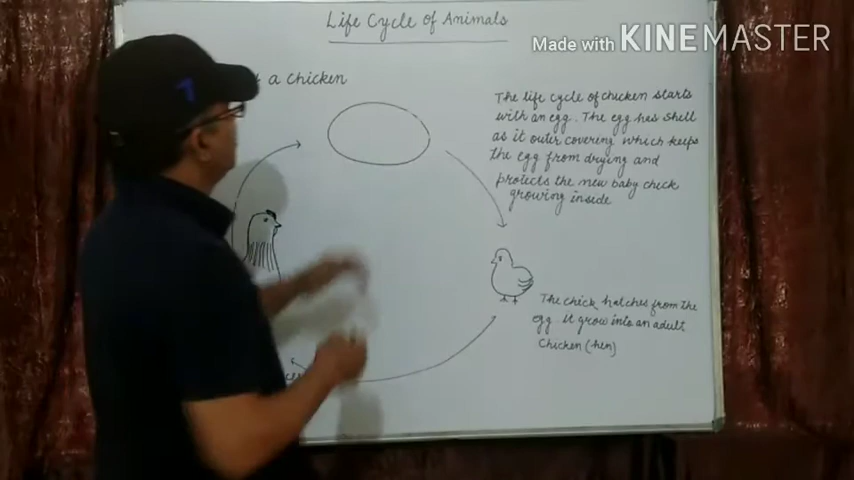 Life Cycle of Animals
Made with KINEMASTER
a chicken
The life cycle of chicken starts
with an egg. The egg has shell
as it outer covering which keeps
the egg from drying and
protects the new baby check
growing inside
The chick hatches from the
egg it grow into an adult
Chicken (hen)